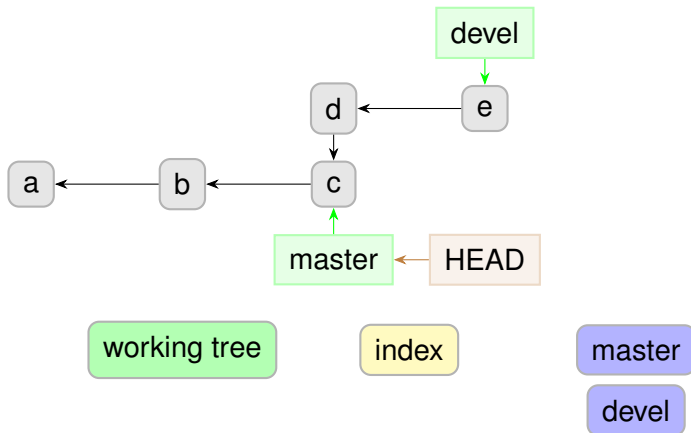 devel
d
e
a
b
c
master
HEAD
working tree
index
master
devel